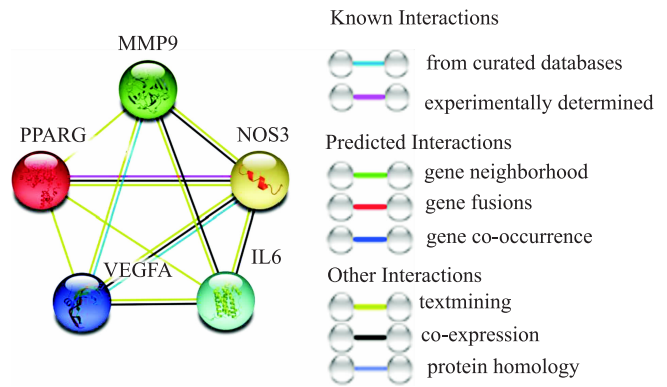 MMP9
PPARG
NOS3
VEGFA
IL6
Known Interactions
from curated databases
experimentally determined
Predicted Interactions
gene neighborhood
gene fusions
gene co-occurrence
Other Interactions
textmining
co-expression
protein homology